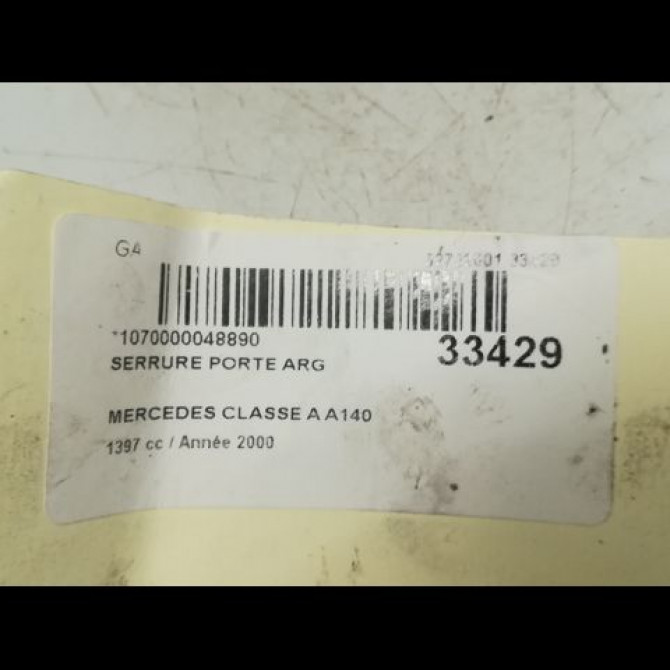 G4
*1070000048890
33429
SERRURE PORTE ARG
MERCEDES CLASSE A A140
1397 cc / Année 2000